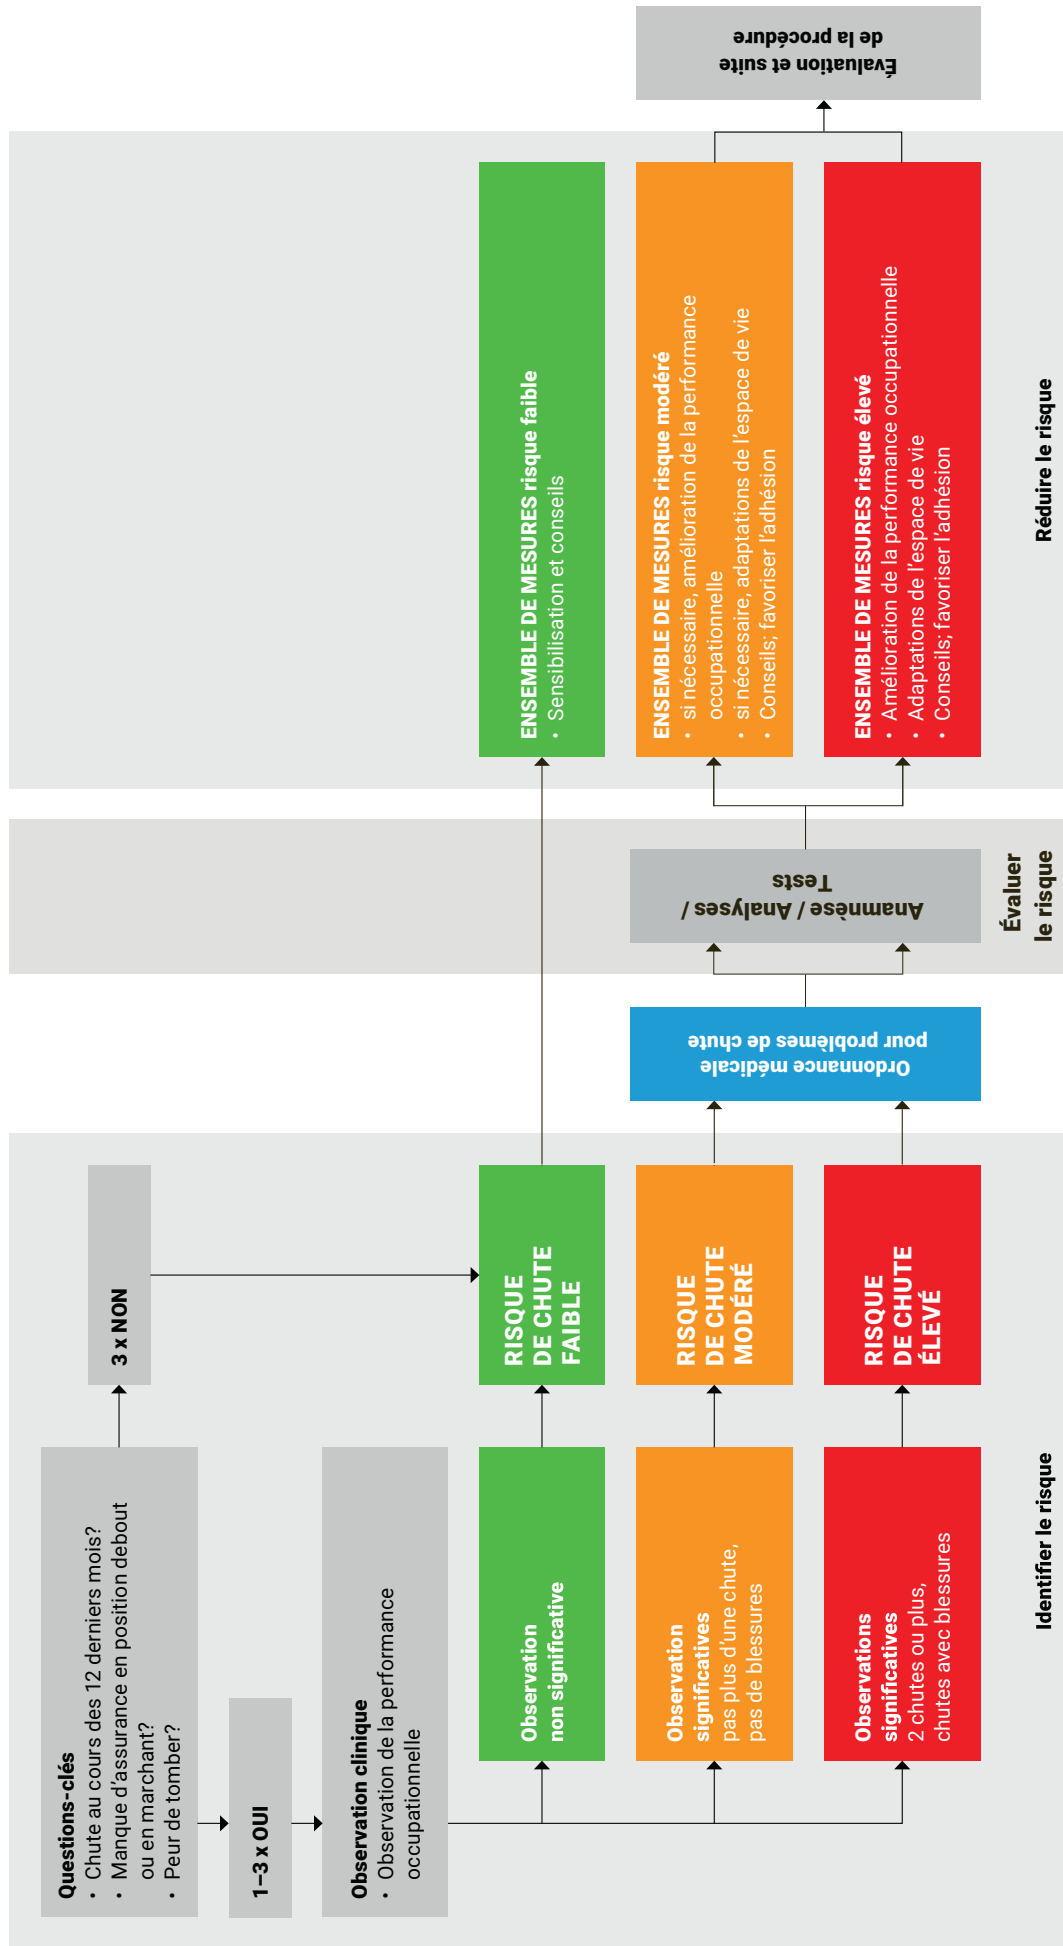 Questions-clés
• Chute au cours des 12 derniers mois?
• Manque d'assurance en position debout
ou en marchant?
• Peur de tomber?
3 x NON
1–3 x OUI
Observation clinique
• Observation de la performance
occupationnelle
Observation
non significative
RISQUE
DE CHUTE
FAIBLE
ENSEMBLE DE MESURES risque faible
• Sensibilisation et conseils
Observation
significatives
pas plus d'une chute,
pas de blessures
RISQUE
DE CHUTE
MODÉRÉ
Observations
significatives
2 chutes ou plus,
chutes avec blessures
RISQUE
DE CHUTE
ÉLEVÉ
Ordonnance médicale
pour problèmes de chute
Anamnèse / Analyses /
Tests
ENSEMBLE DE MESURES risque modéré
• si nécessaire, amélioration de la performance
occupationnelle
• si nécessaire, adaptations de l'espace de vie
• Conseils; favoriser l'adhésion
ENSEMBLE DE MESURES risque élevé
• Amélioration de la performance occupationnelle
• Adaptations de l'espace de vie
• Conseils; favoriser l'adhésion
Évaluation et suite
de la procédure
Identifier le risque
Évaluer
le risque
Réduire le risque